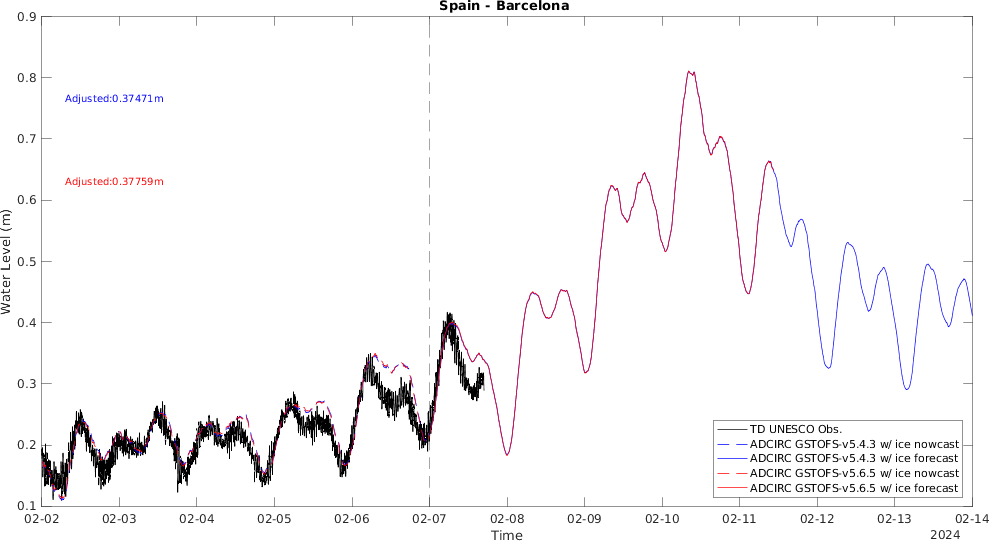 Spain - Barcelona
0.9
0.8
0.7
0.6
0.5
0.4
0.3
0.2
0.1
Water Level (m)
Adjusted:0.37471m
Adjusted:0.37759m
TD UNESCO Obs.
ADCIRC GSTOFS-v5.4.3 w/ ice nowcast
ADCIRC GSTOFS-v5.4.3 w/ ice forecast
ADCIRC GSTOFS-v5.6.5 w/ ice nowcast
ADCIRC GSTOFS-v5.6.5 w/ ice forecast
02-02 02-03 02-04 02-05 02-06 02-07 02-08 02-09 02-10 02-11 02-12 02-13 02-14
Time
2024